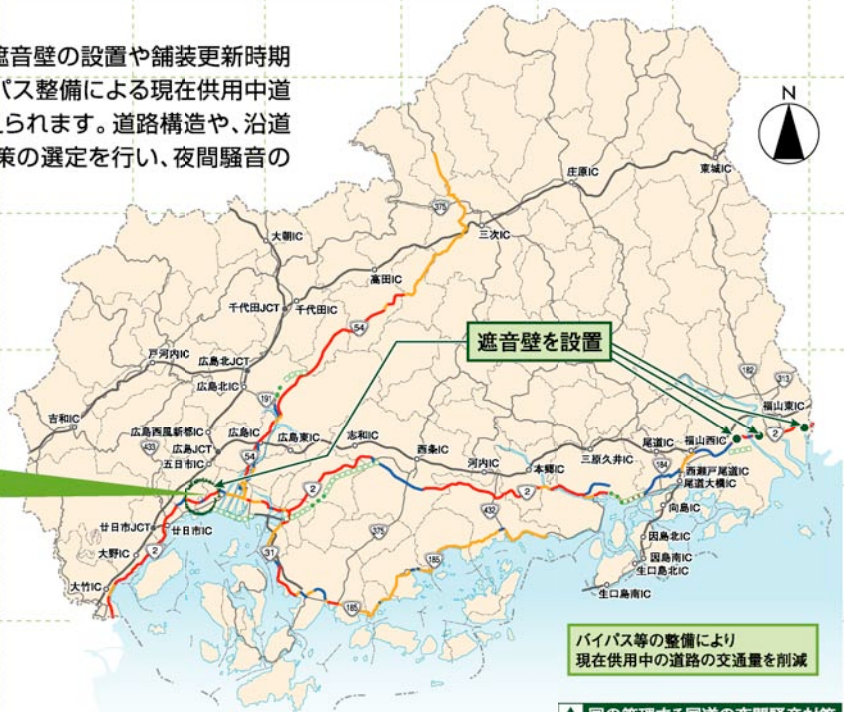 遮音壁の設置や舗装更新時期
パス整備による現在供用中道
られます。道路構造や、沿道
策の選定を行い、夜間騒音の
N
東城IC
庄原IC
375
三次IC
大朝IC
高田IC
千代田JCT
千代田IC
54
遮音壁を設置
戸河内IC
広島北JCT
広島北IC
191
182
313
吉和IC
福山東IC
広島西風新都IC
433
広島IC
広島東IC
志和IC
広島JCT
五日市IC
54
西条IC
河内IC
本郷IC
三原久井IC
尾道IC
福山西IC
2
184
西瀬戸尾道IC
尾道大橋IC
2
2
432
向島IC
廿日市JCT
廿日市IC
375
因島北IC
大野IC
2
31
185
因島南IC
生口島北IC
大竹IC
生口島南IC
185
バイパス等の整備により
現在供用中の道路の交通量を削減